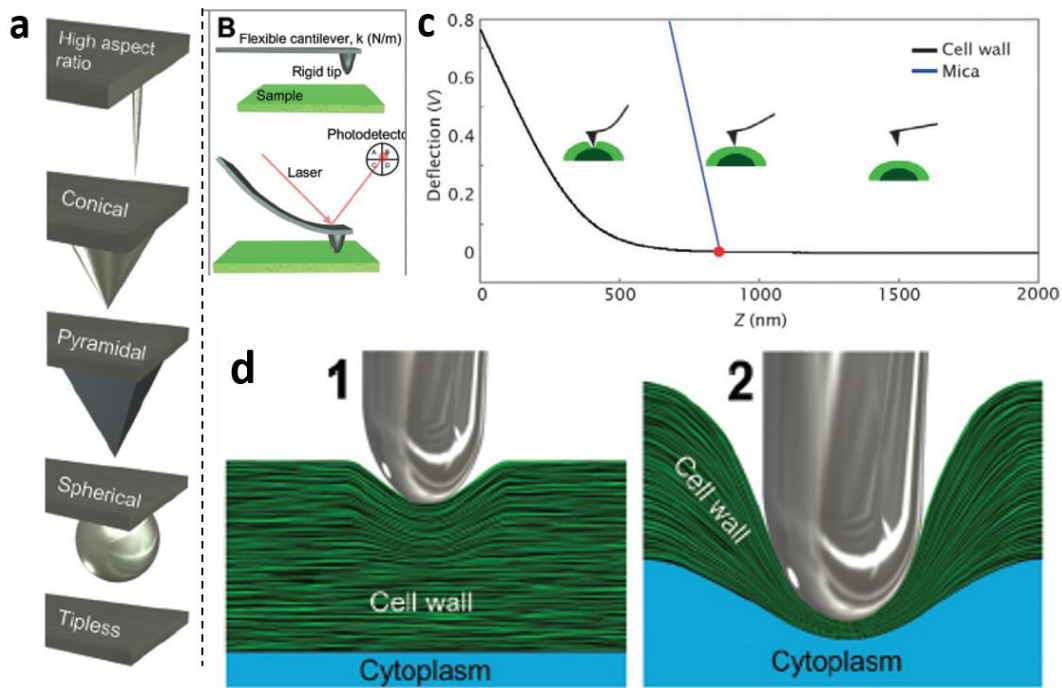 a
High aspect
ratio
Conical
Pyramidal
Spherical
Tipless
B
Flexible cantilever, k (N/m)
Rigid tip
Sample
Photodetecto
A B
C D
Laser
c
Deflection (V)
0.8
0.6
0.4
0.2
0
Cell wall
Mica
0 500 1000 1500 2000
Z (nm)
d
1
Cell wall
Cytoplasm
2
Cell wall
Cytoplasm